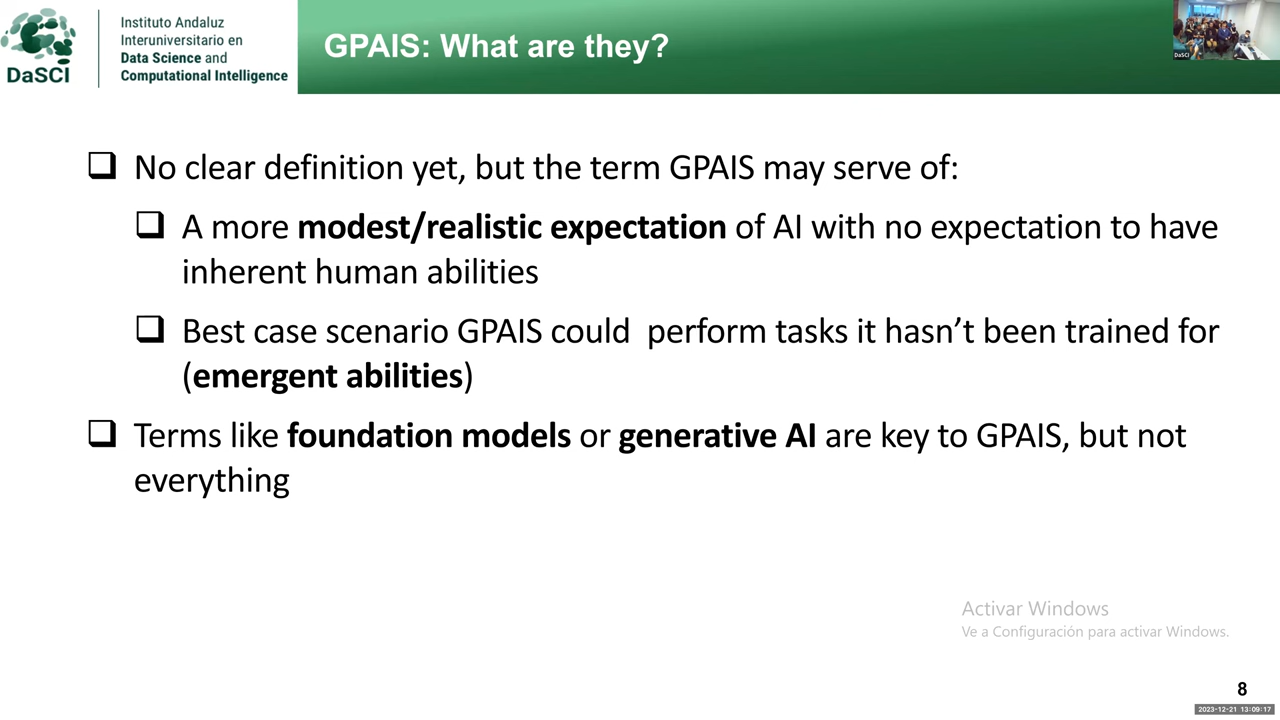 Instituto Andaluz
Interuniversitario en
Data Science and
Computational Intelligence
DaSCI
GPAIS: What are they?
DaSCI
No clear definition yet, but the term GPAIS may serve of:
A more modest/realistic expectation of AI with no expectation to have
inherent human abilities
Best case scenario GPAIS could  perform tasks it hasn't been trained for
(emergent abilities)
Terms like foundation models or generative AI are key to GPAIS, but not
everything
Activar Windows
Ve a Configuración para activar Windows.
8
2023-12-21 13:09:17